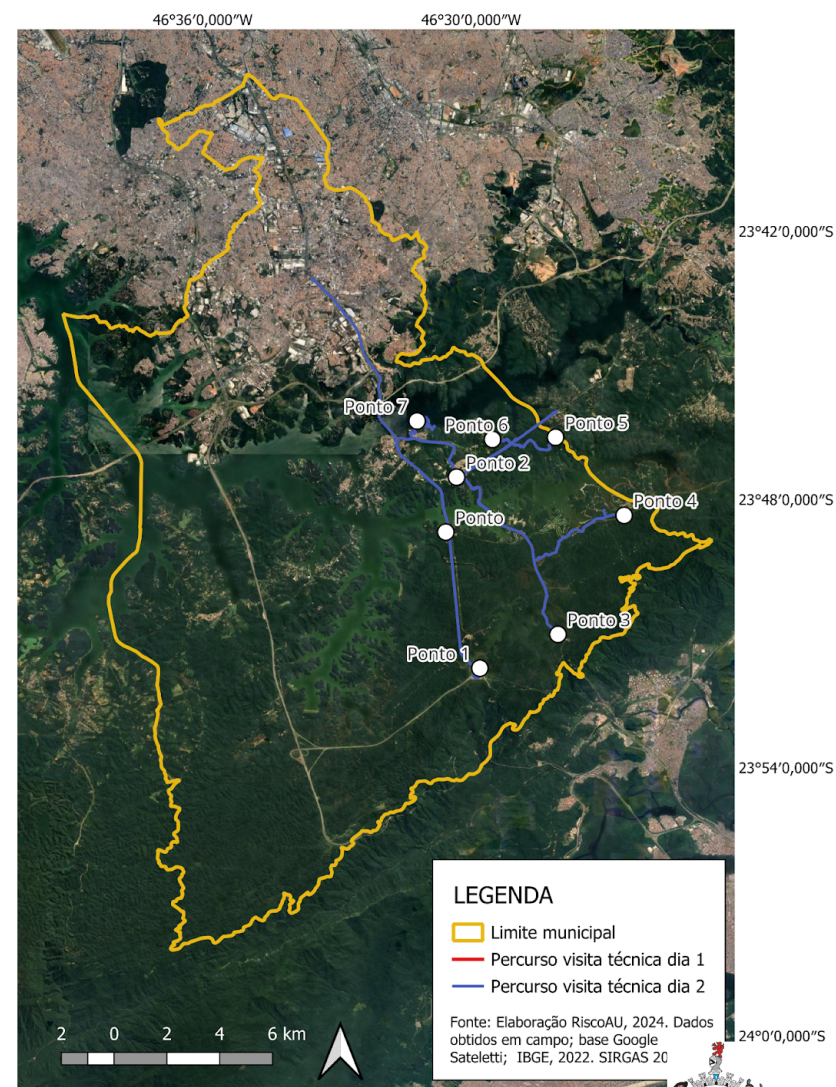 46°36'0,000"W 46°30'0,000"W
23°42'0,000"S
Ponto 7
Ponto 6
Ponto 5
Ponto 2
23°48'0,000"S
Ponto 4
Ponto
Ponto 3
Ponto 1
23°54'0,000"S
LEGENDA
Limite municipal
Percurso visita técnica dia 1
Percurso visita técnica dia 2
Fonte: Elaboração RiscoAU, 2024. Dados
obtidos em campo; base Google
Sateletti; IBGE, 2022. SIRGAS 20
2 0 2 4 6 km
24°0'0,000"S